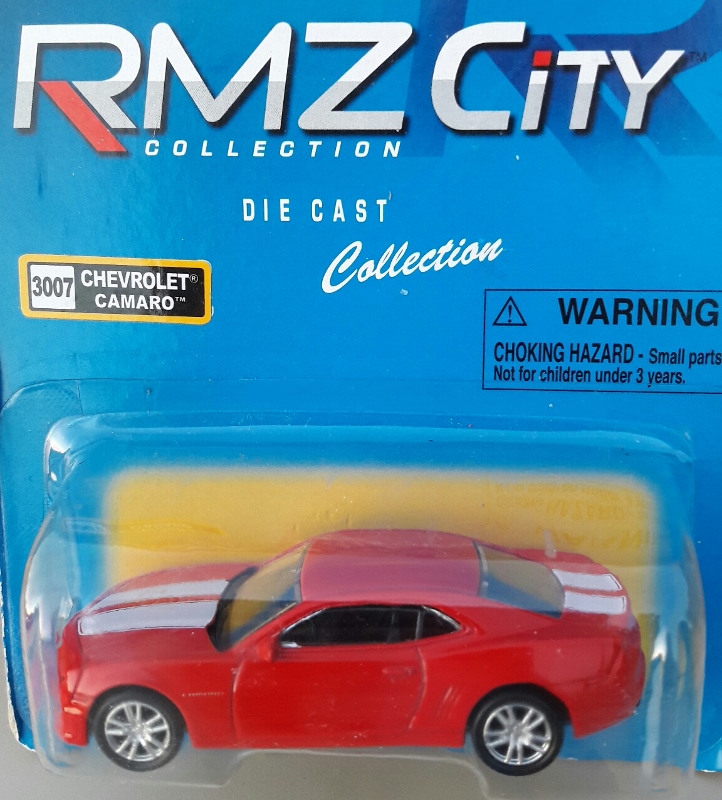 RMZ CiTY™
COLLECTION
DIE CAST
Collection
3007 CHEVROLET®
CAMARO™
WARNING
CHOKING HAZARD - Small parts
Not for children under 3 years.